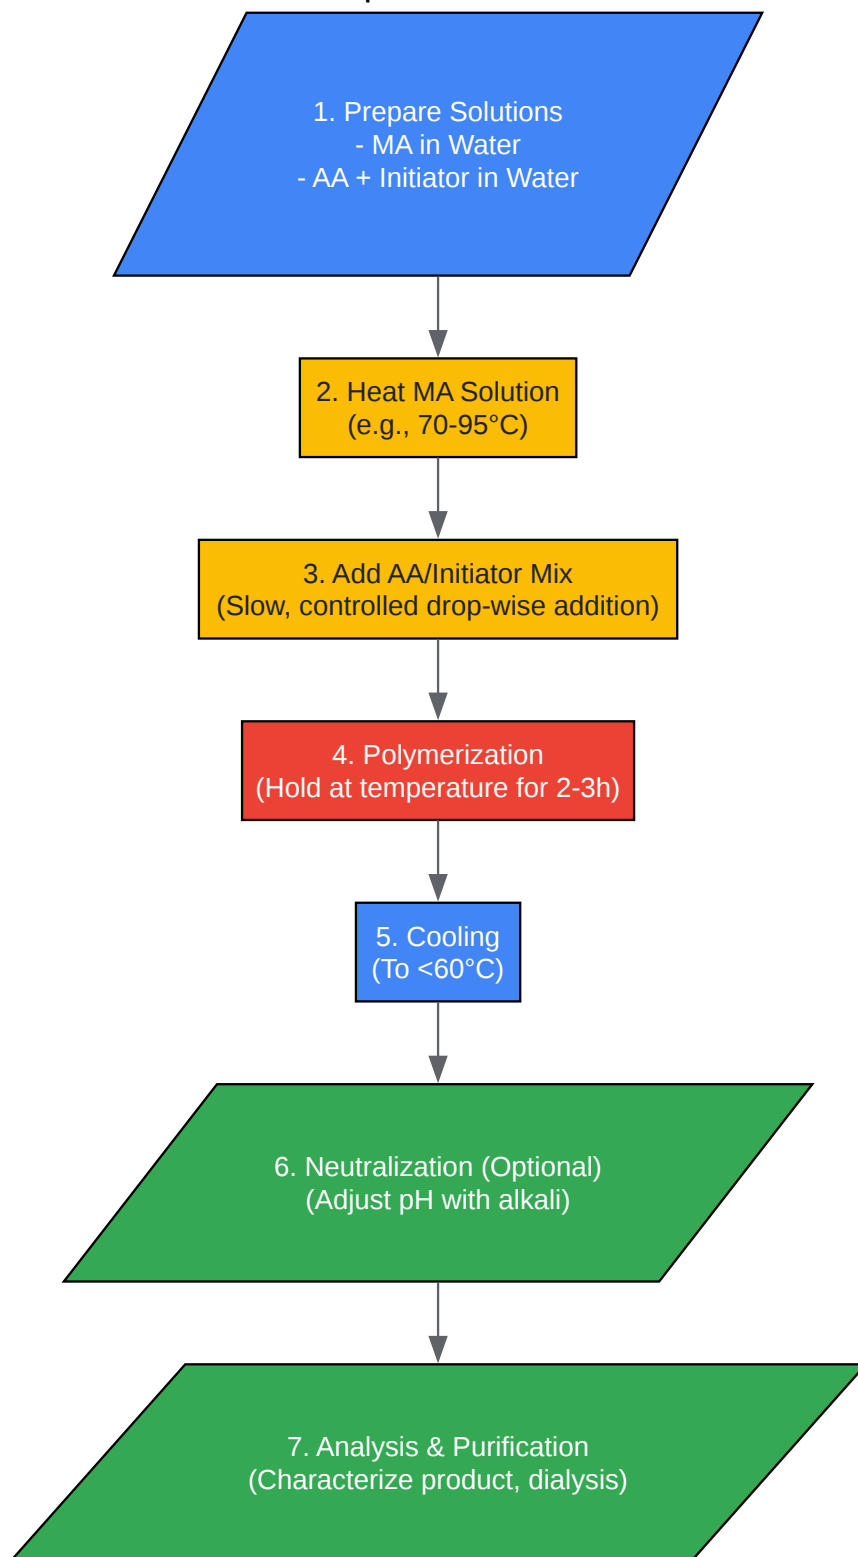 1. Prepare Solutions
- MA in Water
- AA + Initiator in Water
2. Heat MA Solution
(e.g., 70-95°C)
3. Add AA/Initiator Mix
(Slow, controlled drop-wise addition)
4. Polymerization
(Hold at temperature for 2-3h)
5. Cooling
(To <60°C)
6. Neutralization (Optional)
(Adjust pH with alkali)
7. Analysis & Purification
(Characterize product, dialysis)